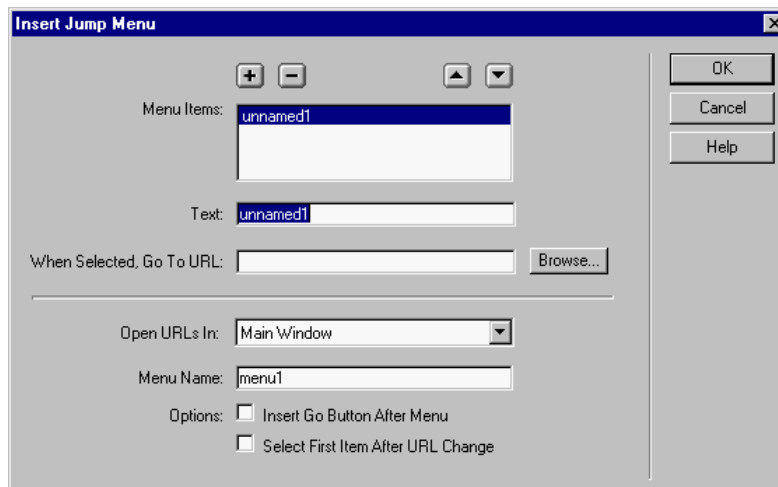 Insert Jump Menu
OK
Menu Items: unnamed1
Cancel
Help
Text: unnamed1
When Selected, Go To URL: Browse...
Open URLs In: Main Window
Menu Name: menu1
Options: Insert Go Button After Menu
Select First Item After URL Change